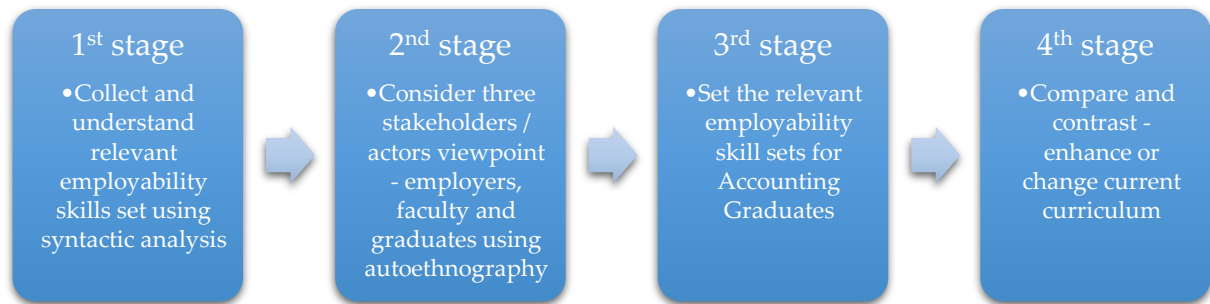 1st stage
•Collect and
understand
relevant
employability
skills set using
syntactic analysis
2nd stage
•Consider three
stakeholders /
actors viewpoint
- employers,
faculty and
graduates using
autoethnography
3rd stage
•Set the relevant
employability
skill sets for
Accounting
Graduates
4th stage
•Compare and
contrast -
enhance or
change current
curriculum